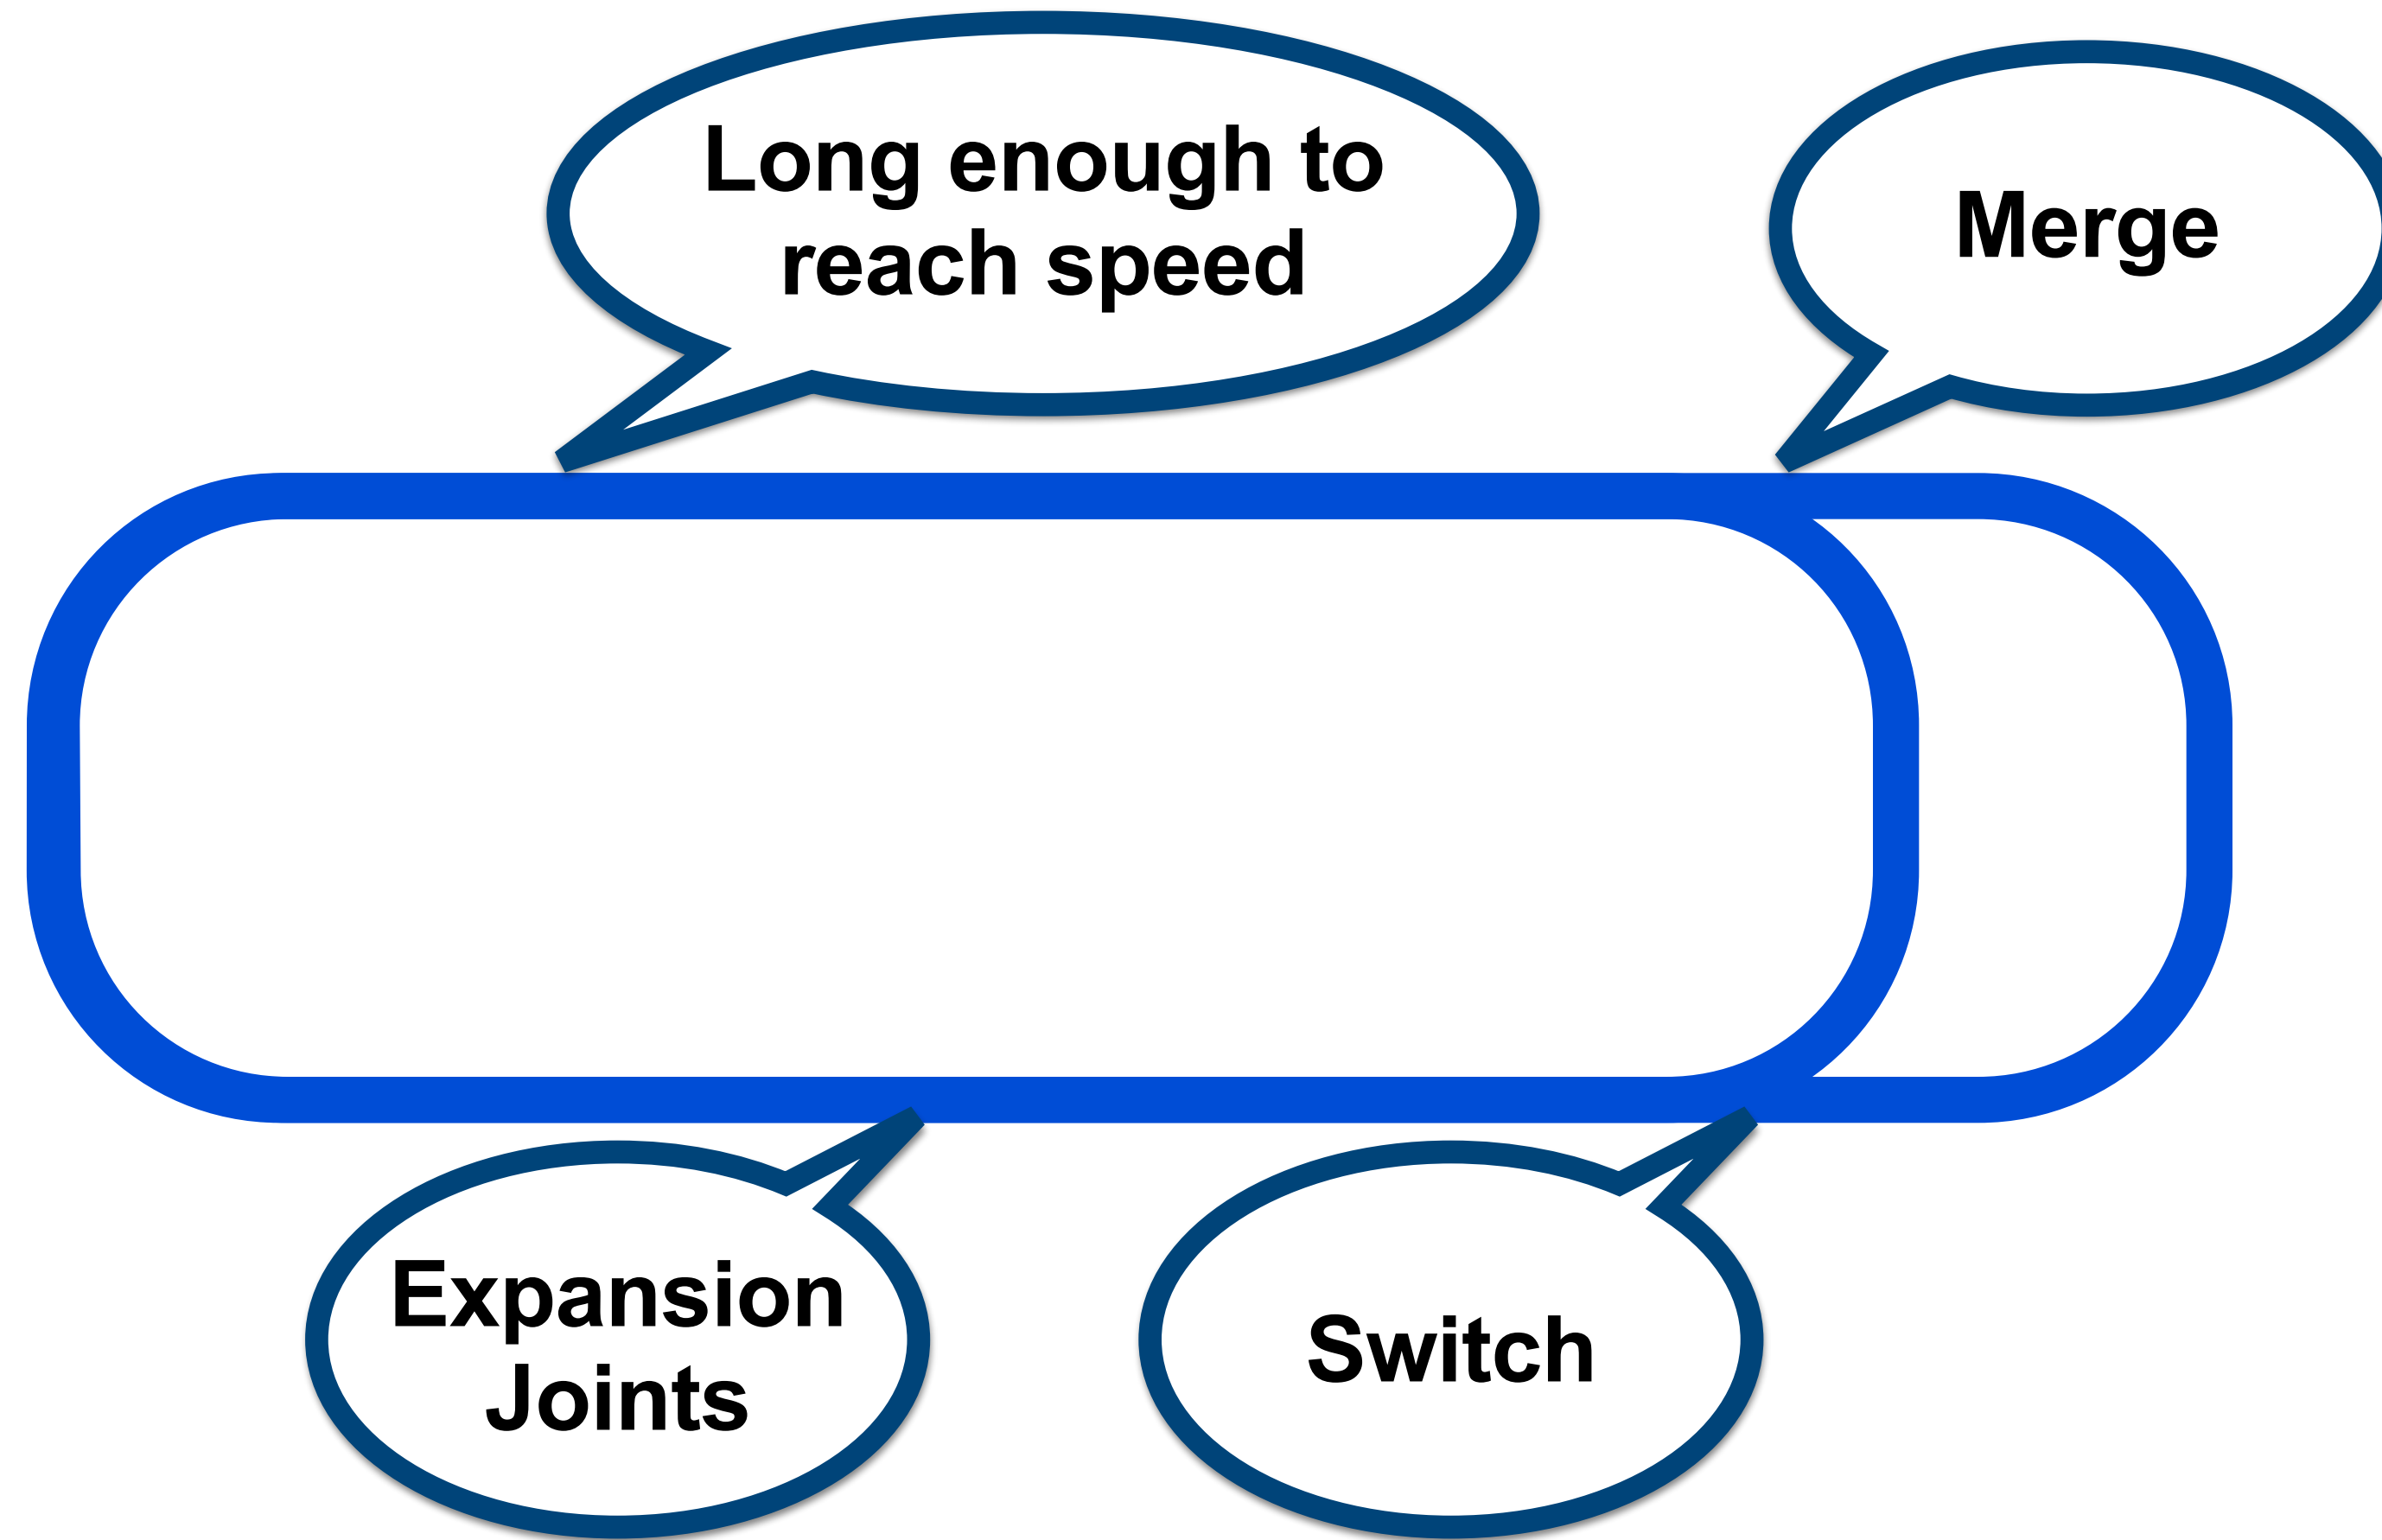 Long enough to
reach speed
Merge
Expansion
Joints
Switch